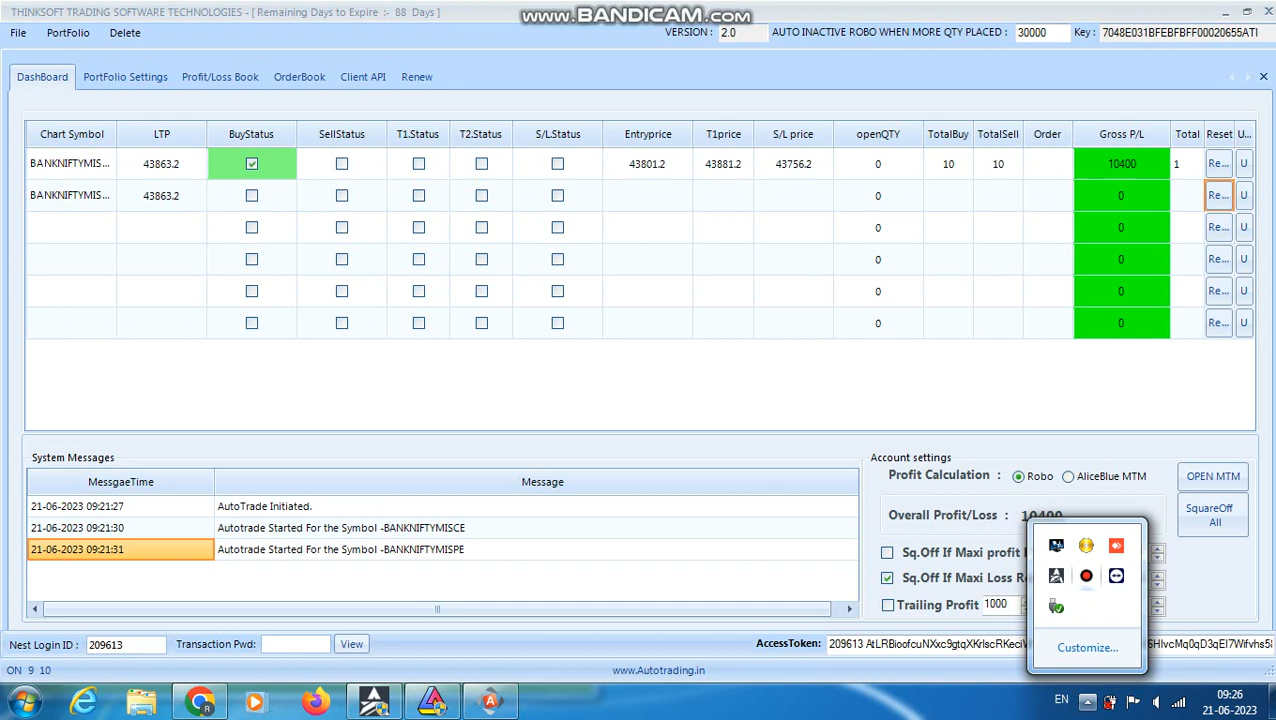 THINKSOFT TRADING SOFTWARE TECHNOLOGIES - [ Remaining Days to Expire :- 88 Days ]
www.BANDICAM.com
File PortFolio Delete
VERSION : 2.0 AUTO INACTIVE ROBO WHEN MORE QTY PLACED : 30000 Key : 7048E031BFEBFBFF00020655ATI
DashBoard PortFolio Settings Profit/Loss Book OrderBook Client API Renew
Chart Symbol LTP BuyStatus SellStatus T1.Status T2.Status S/L.Status Entryprice T1price S/L price openQTY TotalBuy TotalSell Order Gross P/L Total Reset U...
BANKNIFTYMIS... 43863.2 43801.2 43881.2 43756.2 0 10 10 10400 1 Re... U
BANKNIFTYMIS... 43863.2 0 0 Re... U
0 0 Re... U
0 0 Re... U
0 0 Re... U
0 0 Re... U
System Messages
MessgaeTime Message
21-06-2023 09:21:27 AutoTrade Initiated.
21-06-2023 09:21:30 Autotrade Started For the Symbol -BANKNIFTYMISCE
21-06-2023 09:21:31 Autotrade Started For the Symbol -BANKNIFTYMISPE
Account settings
Profit Calculation : Robo AliceBlue MTM OPEN MTM
Overall Profit/Loss : 10400 SquareOff All
Sq.Off If Maxi profit
Sq.Off If Maxi Loss
Trailing Profit 1000
Customize...
Nest Login ID : 209613 Transaction Pwd: View AccessToken:
ON 9 10 www.Autotrading.in
EN 09:26
21-06-2023